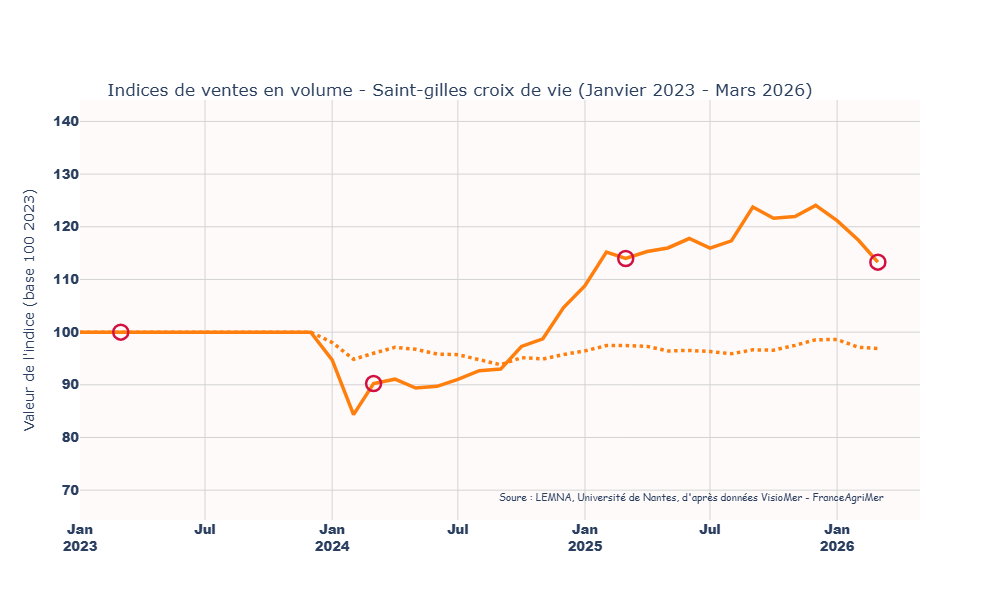 Indices de ventes en volume - Saint-gilles croix de vie (Janvier 2023 - Mars 2026)
Valeur de l'indice (base 100 2023)
140
130
120
110
100
90
80
70
Soure : LEMNA, Université de Nantes, d'après données VisioMer - FranceAgriMer
Jan Jul Jan Jul Jan Jul Jan
2023 2024 2025 2026